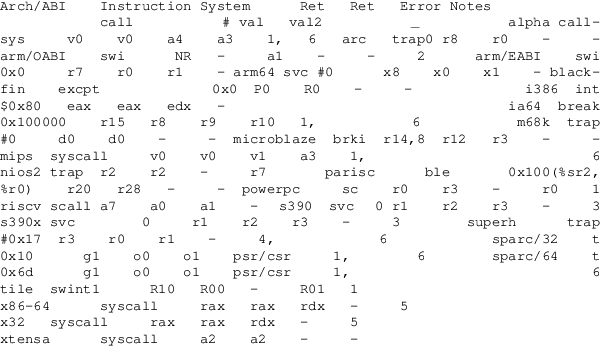 Arch/ABI Instruction System Ret Ret Error Notes
call # val val2 _ alpha call-
sys v0 v0 a4 a3 1, 6 arc trap0 r8 r0 - -
arm/OABI swi NR - a1 - - 2 arm/EABI swi
0x0 r7 r0 r1 - arm64 svc #0 x8 x0 x1 - black-
fin excpt 0x0 P0 R0 - - i386 int
$0x80 eax eax edx - ia64 break
0x100000 r15 r8 r9 r10 1, 6 m68k trap
#0 d0 d0 - - microblaze brki r14,8 r12 r3 - -
mips syscall v0 v0 v1 a3 1, 6
nios2 trap r2 r2 - r7 parisc ble 0x100(%sr2,
%r0) r20 r28 - - powerpc sc r0 r3 - r0 1
riscv scall a7 a0 a1 - s390 svc 0 r1 r2 r3 - 3
s390x svc 0 r1 r2 r3 - 3 superh trap
#0x17 r3 r0 r1 - 4, 6 sparc/32 t
0x10 g1 o0 o1 psr/csr 1, 6 sparc/64 t
0x6d g1 o0 o1 psr/csr 1, 6
tile swint1 R10 R00 - R01 1
x86-64 syscall rax rax rdx - 5
x32 syscall rax rax rdx - 5
xtensa syscall a2 a2 - -